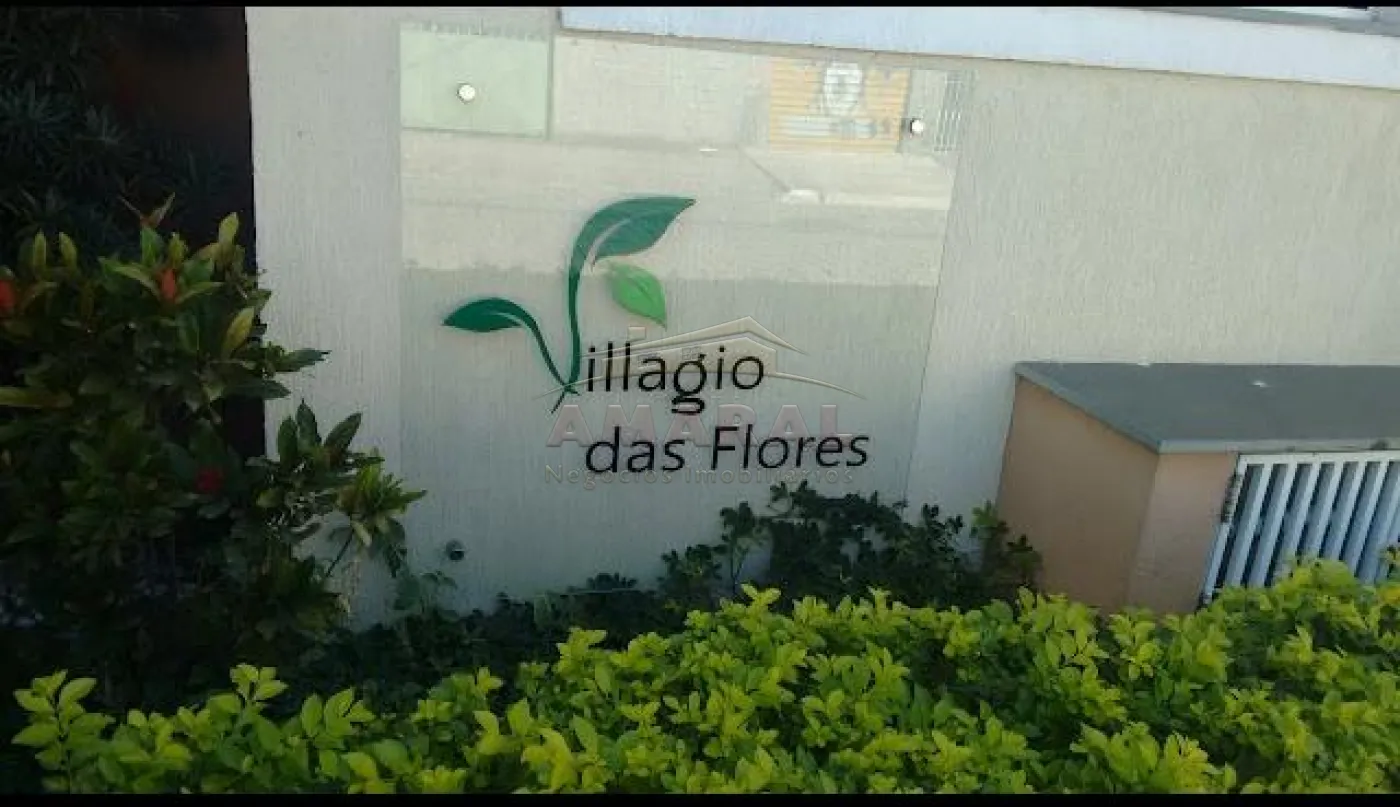 Villagio
das Flores
AMARAL
Negócios Imobiliários